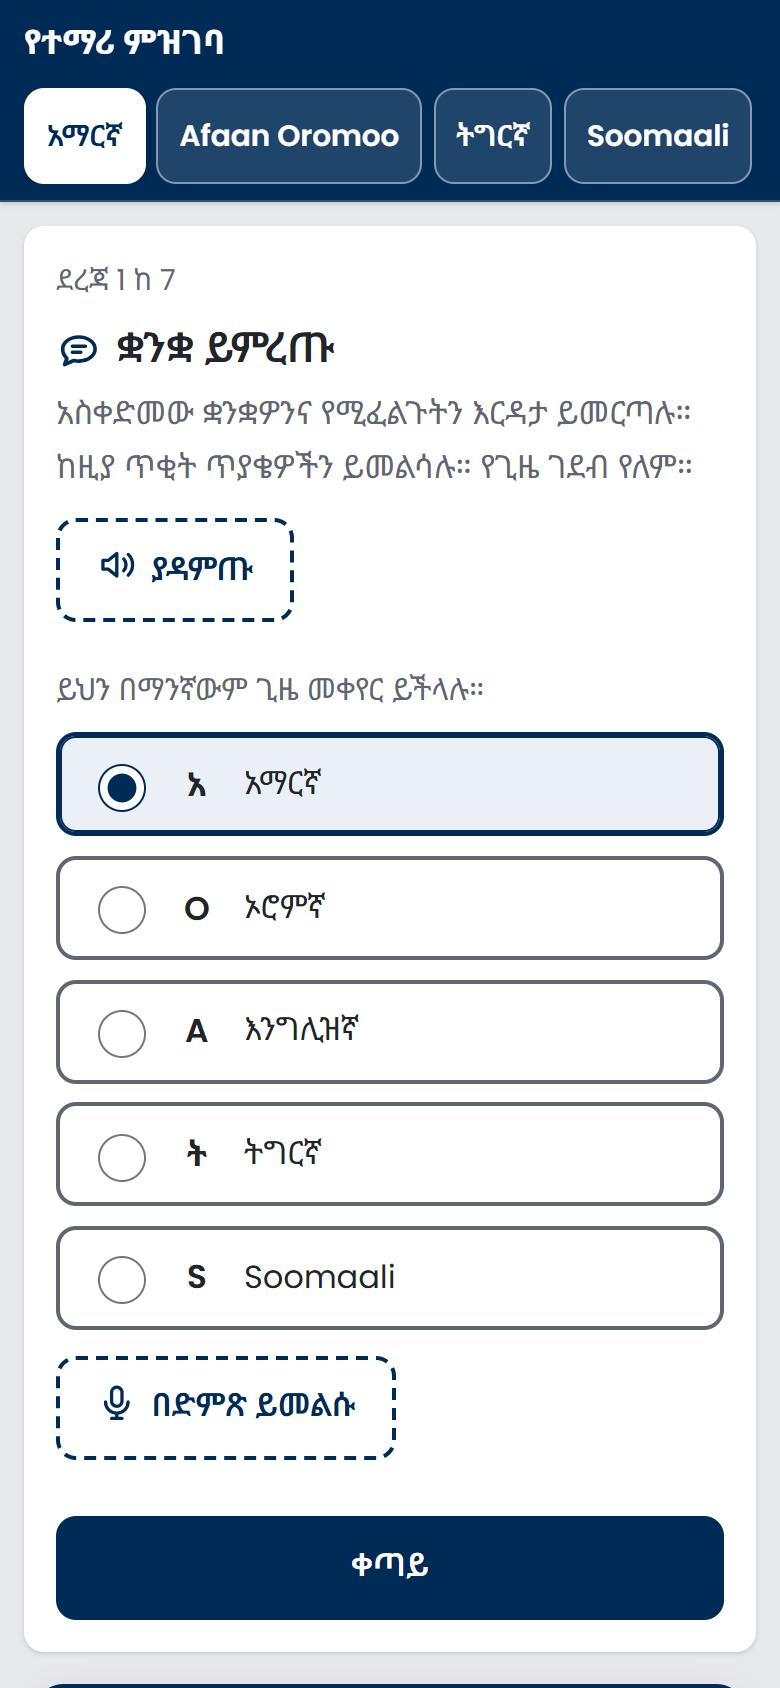 የተማሪ ምዝገባ
አማርኛ
Afaan Oromoo
ትግርኛ
Soomaali
ደረጃ 1 ከ 7
ቋንቋ ይምረጡ
አስቀድመው ቋንቋዎንና የሚፈልጉትን እርዳታ ይመርጣሉ።
ከዚያ ጥቂት ጥያቄዎችን ይመልሳሉ። የጊዜ ገደብ የለም።
ያዳምጡ
ይህን በማንኛውም ጊዜ መቀየር ይችላሉ።
አ አማርኛ
O ኦሮምኛ
A እንግሊዝኛ
ት ትግርኛ
S Soomaali
በድምጽ ይመልሱ
ቀጣይ